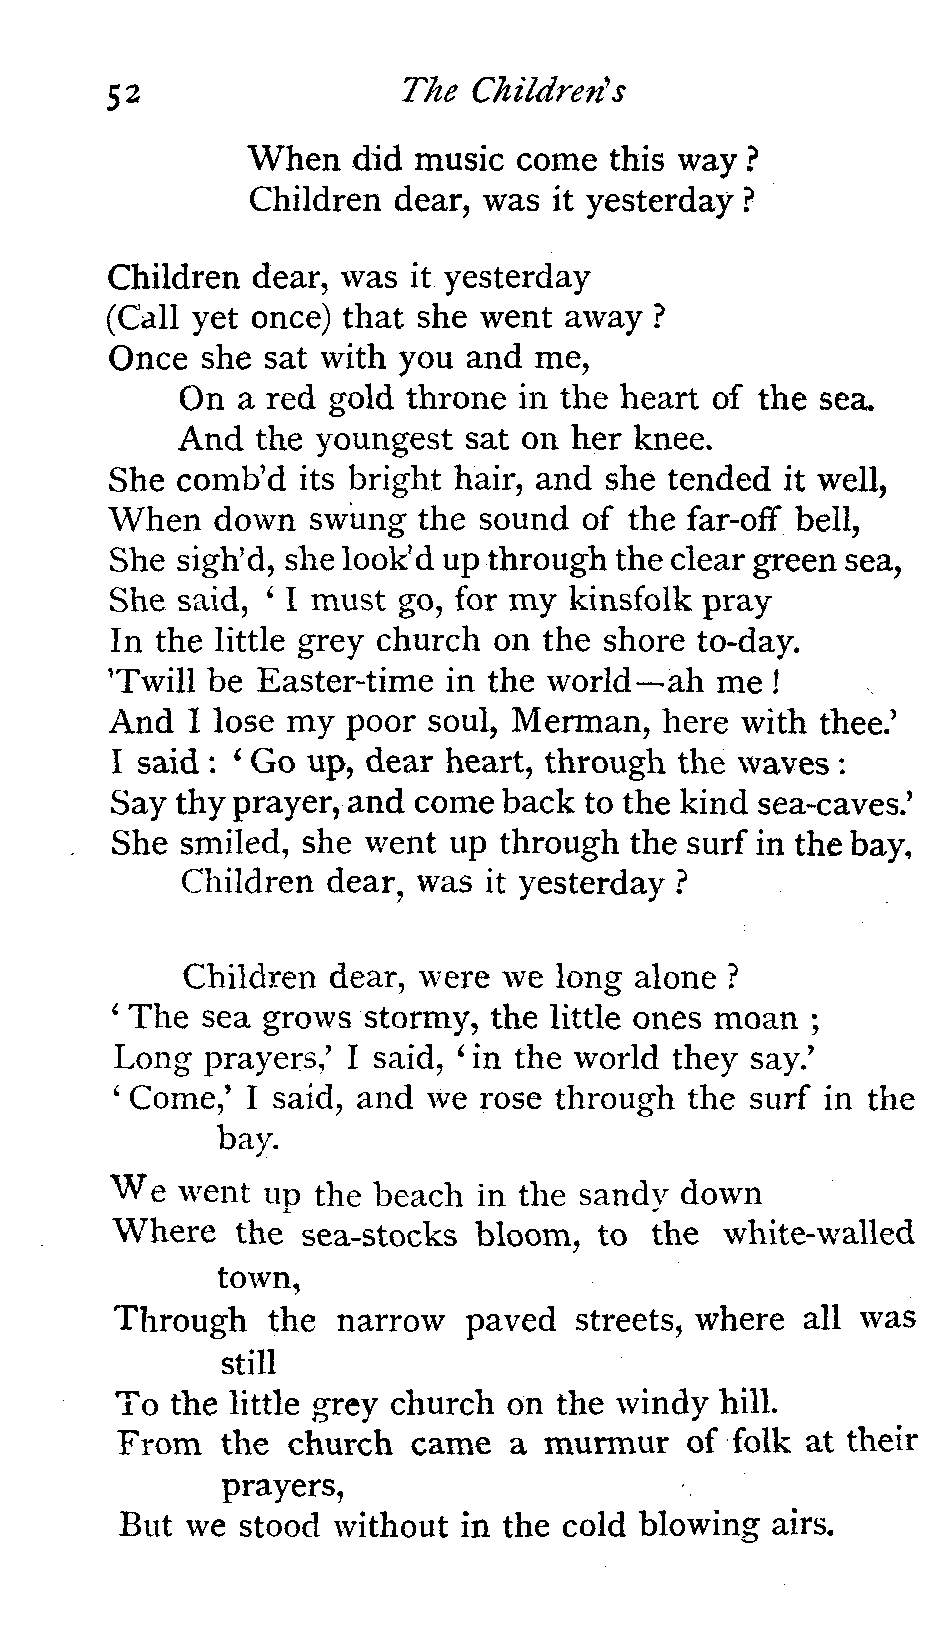 52 The Children's
When did music come this way ?
Children dear, was it yesterday ?
Children dear, was it yesterday
(Call yet once) that she went away ?
Once she sat with you and me,
On a red gold throne in the heart of the sea.
And the youngest sat on her knee.
She comb'd its bright hair, and she tended it well,
When down swung the sound of the far-off bell,
She sigh'd, she look'd up through the clear green sea,
She said, ‘ I must go, for my kinsfolk pray
In the little grey church on the shore to-day.
’Twill be Easter-time in the world—ah me !
And I lose my poor soul, Merman, here with thee.’
I said : ‘ Go up, dear heart, through the waves :
Say thy prayer, and come back to the kind sea-caves.’
She smiled, she went up through the surf in the bay,
Children dear, was it yesterday ?
Children dear, were we long alone ?
‘ The sea grows stormy, the little ones moan ;
Long prayers,’ I said, ‘ in the world they say.’
‘ Come,’ I said, and we rose through the surf in the
bay.
We went up the beach in the sandy down
Where the sea-stocks bloom, to the white-walled
town,
Through the narrow paved streets, where all was
still
To the little grey church on the windy hill.
From the church came a murmur of folk at their
prayers,
But we stood without in the cold blowing airs.